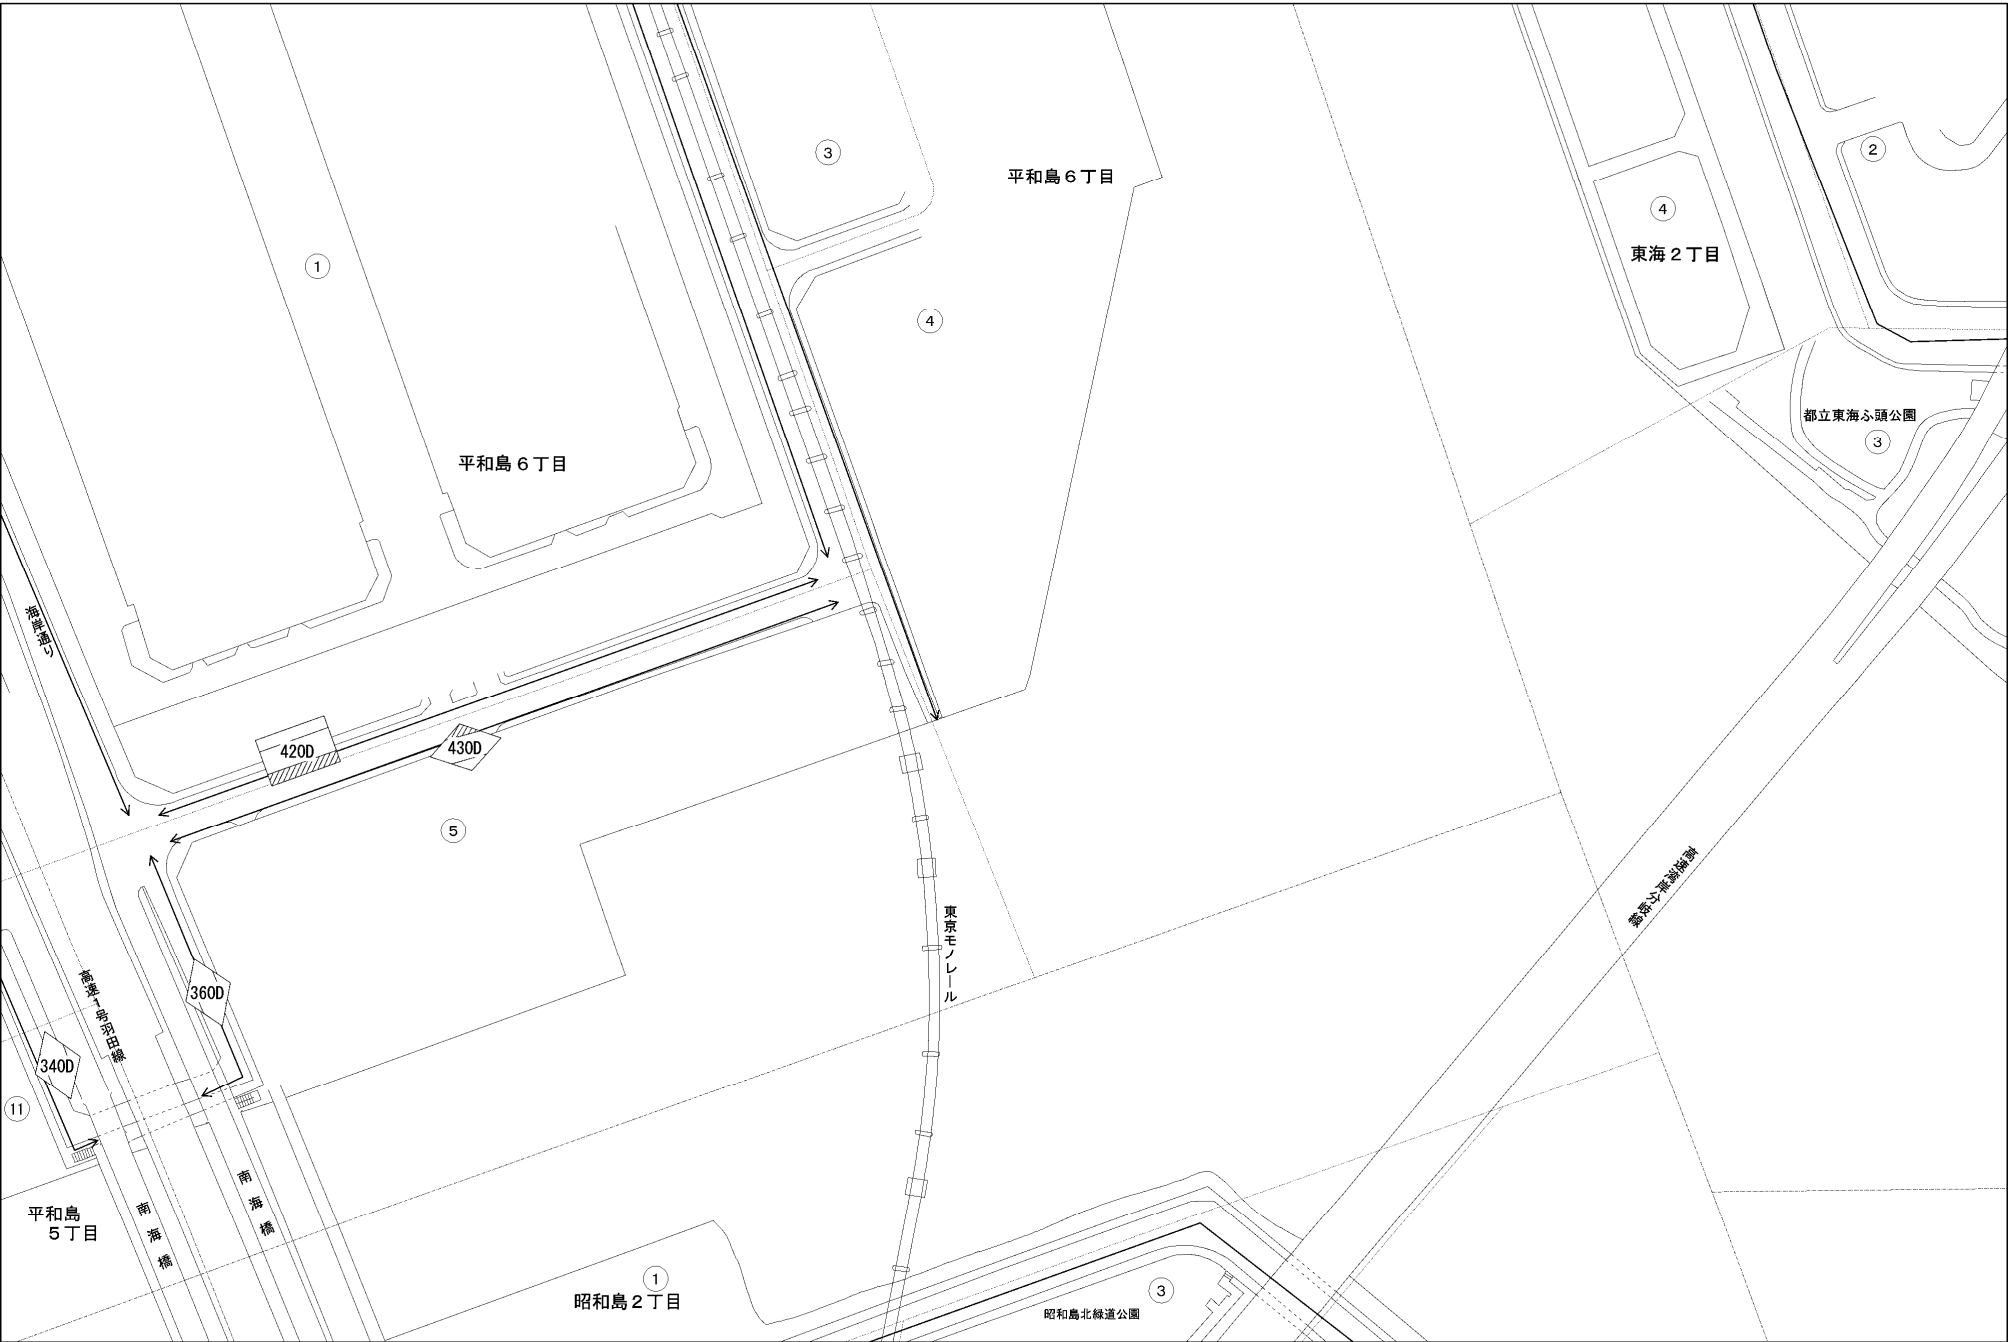 ③
②
平和島６丁目
④
東海２丁目
①
④
都立東海ふ頭公園
③
平和島６丁目
海岸通り
420D
430D
⑤
高速湾岸分岐線
東京モノレール
高速１号羽田線
360D
340D
⑪
南海橋
南海橋
平和島
５丁目
①
昭和島２丁目
③
昭和島北緑道公園